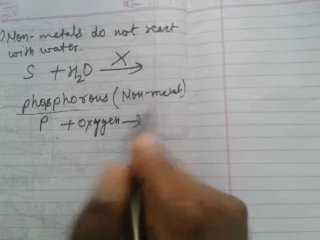 Non-metals do not react
with water.
S + H₂O ―X→
phosphorous (Non-metal)
P + oxygen →